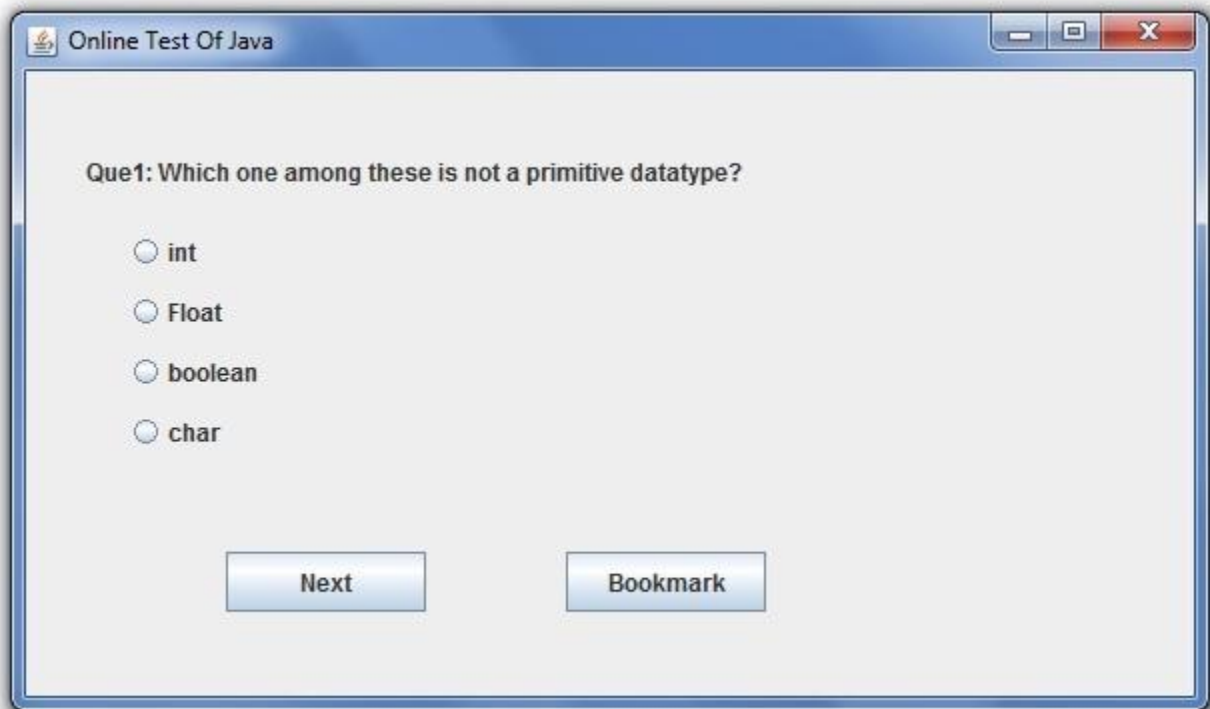 Online Test Of Java
Que1: Which one among these is not a primitive datatype?
int
Float
boolean
char
Next Bookmark